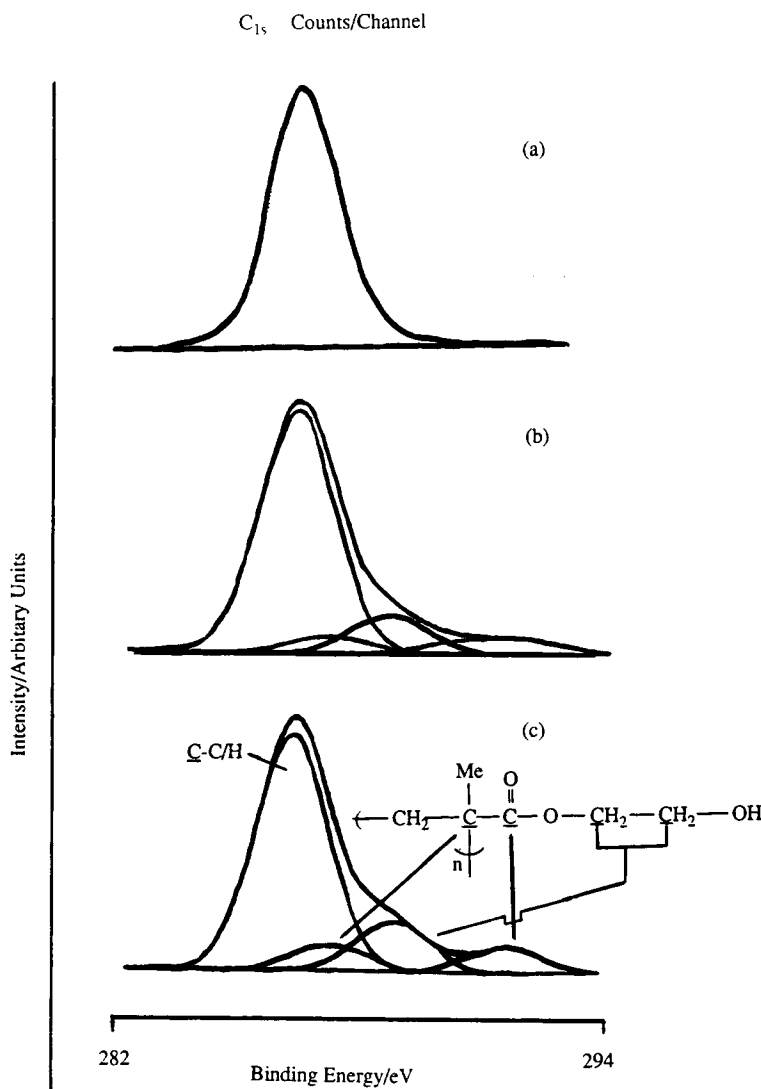 C₁ₛ Counts/Channel
(a)
(b)
(c)
C-C/H
Me
O
CH₂—C—C—O—CH₂—CH₂—OH
n
Intensity/Arbitary Units
282
294
Binding Energy/eV